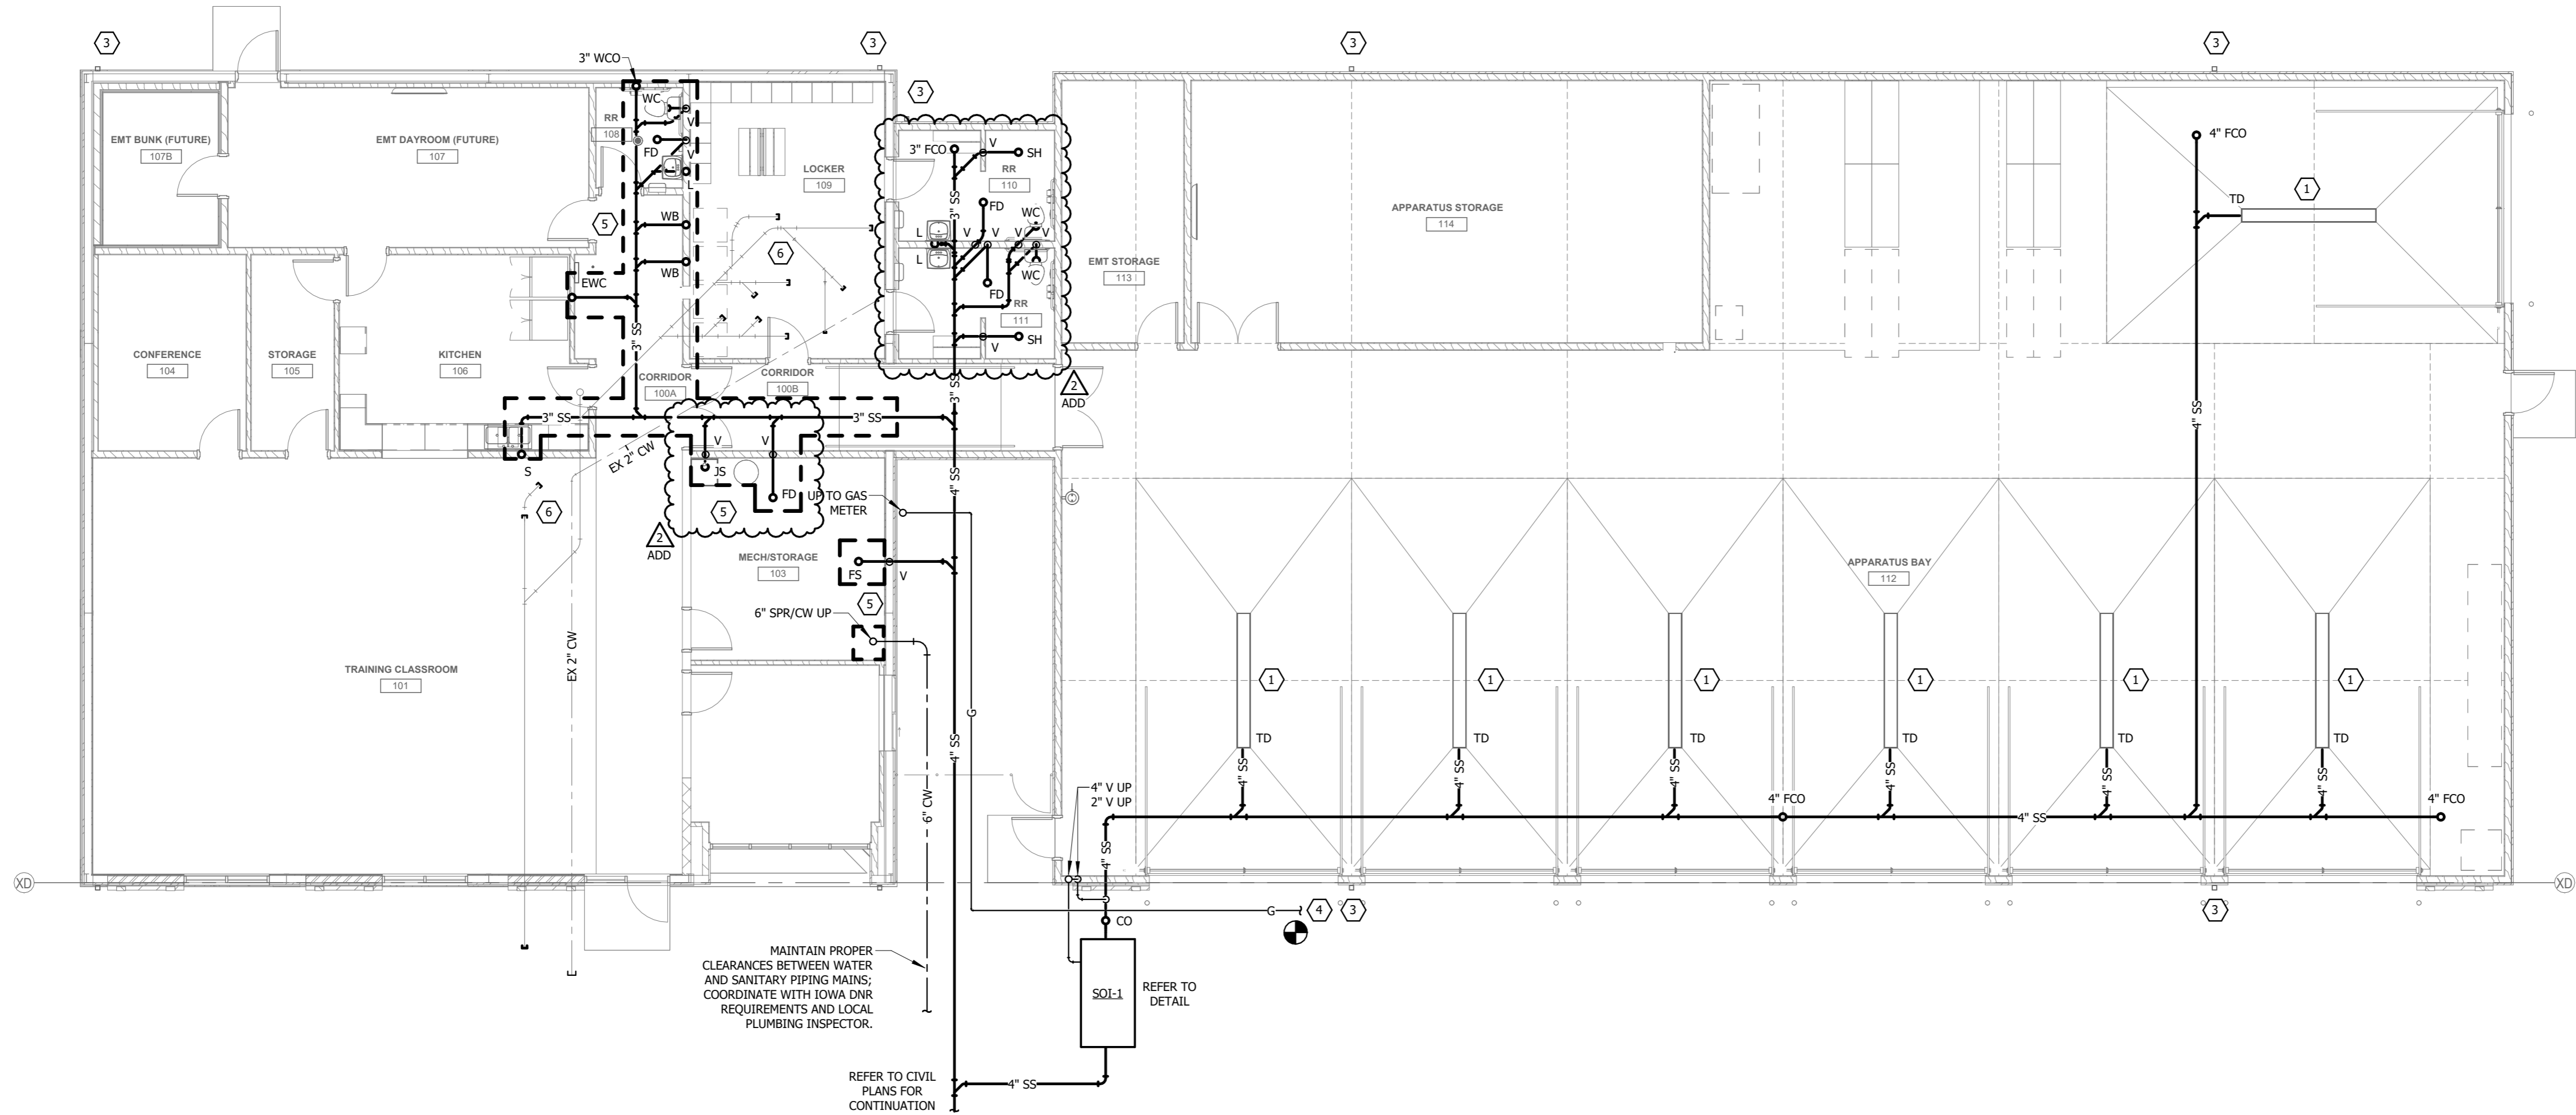 3
3
3
3
3" WCO
3
WC
V
RR
108
FD
V
L
EMT BUNK (FUTURE)
107B
EMT DAYROOM (FUTURE)
107
LOCKER
109
3" FCO
V
SH
RR
110
3" SS
FD
WC
L
V
V
V
V
L
WC
FD
RR
111
SH
V
4" FCO
TD
1
APPARATUS STORAGE
114
EMT STORAGE
113
5
WB
WB
6
EWC
3" SS
CONFERENCE
104
STORAGE
105
KITCHEN
106
CORRIDOR
100A
CORRIDOR
100B
3" SS
2
ADD
3" SS
3" SS
4" SS
V
V
S
EX 2" CW
JS
FD
5
6
2
ADD
UP TO GAS
METER
4" SS
MECH/STORAGE
103
FS
V
5
6" SPR/CW UP
APPARATUS BAY
112
EX 2" CW
TRAINING CLASSROOM
101
G
1
1
1
1
1
1
TD
TD
TD
TD
TD
TD
4" SS
6" CW
4" SS
4" SS
4" SS
4" SS
4" SS
4" SS
4" V UP
2" V UP
4" FCO
4" FCO
4" SS
4" SS
XD
XD
G
4
3
3
CO
MAINTAIN PROPER
CLEARANCES BETWEEN WATER
AND SANITARY PIPING MAINS;
COORDINATE WITH IOWA DNR
REQUIREMENTS AND LOCAL
PLUMBING INSPECTOR.
SOI-1
REFER TO
DETAIL
REFER TO CIVIL
PLANS FOR
CONTINUATION
4" SS